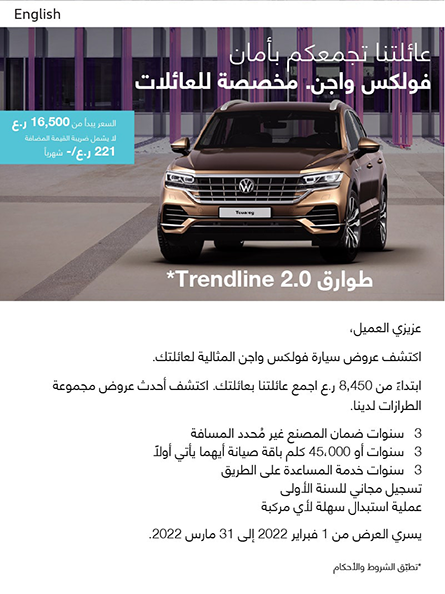 English
عائلتنا تجمعكم بأمان
فولكس واجن. مخصصة للعائلات
السعر يبدأ من 16,500 ر.ع
لا يشمل ضريبة القيمة المضافة
221 ر.ع/- شهرياً
Touareg
طوارق Trendline 2.0*
عزيزي العميل،
اكتشف عروض سيارة فولكس واجن المثالية لعائلتك.
ابتداءً من 8,450 ر.ع اجمع عائلتنا بعائلتك. اكتشف أحدث عروض مجموعة
الطرازات لدينا.
3 سنوات ضمان المصنع غير مُحدد المسافة
3 سنوات أو 45،000 كلم باقة صيانة أيهما يأتي أولاً
3 سنوات خدمة المساعدة على الطريق
تسجيل مجاني للسنة الأولى
عملية استبدال سهلة لأي مركبة
يسري العرض من 1 فبراير 2022 إلى 31 مارس 2022.
*تطبّق الشروط والأحكام